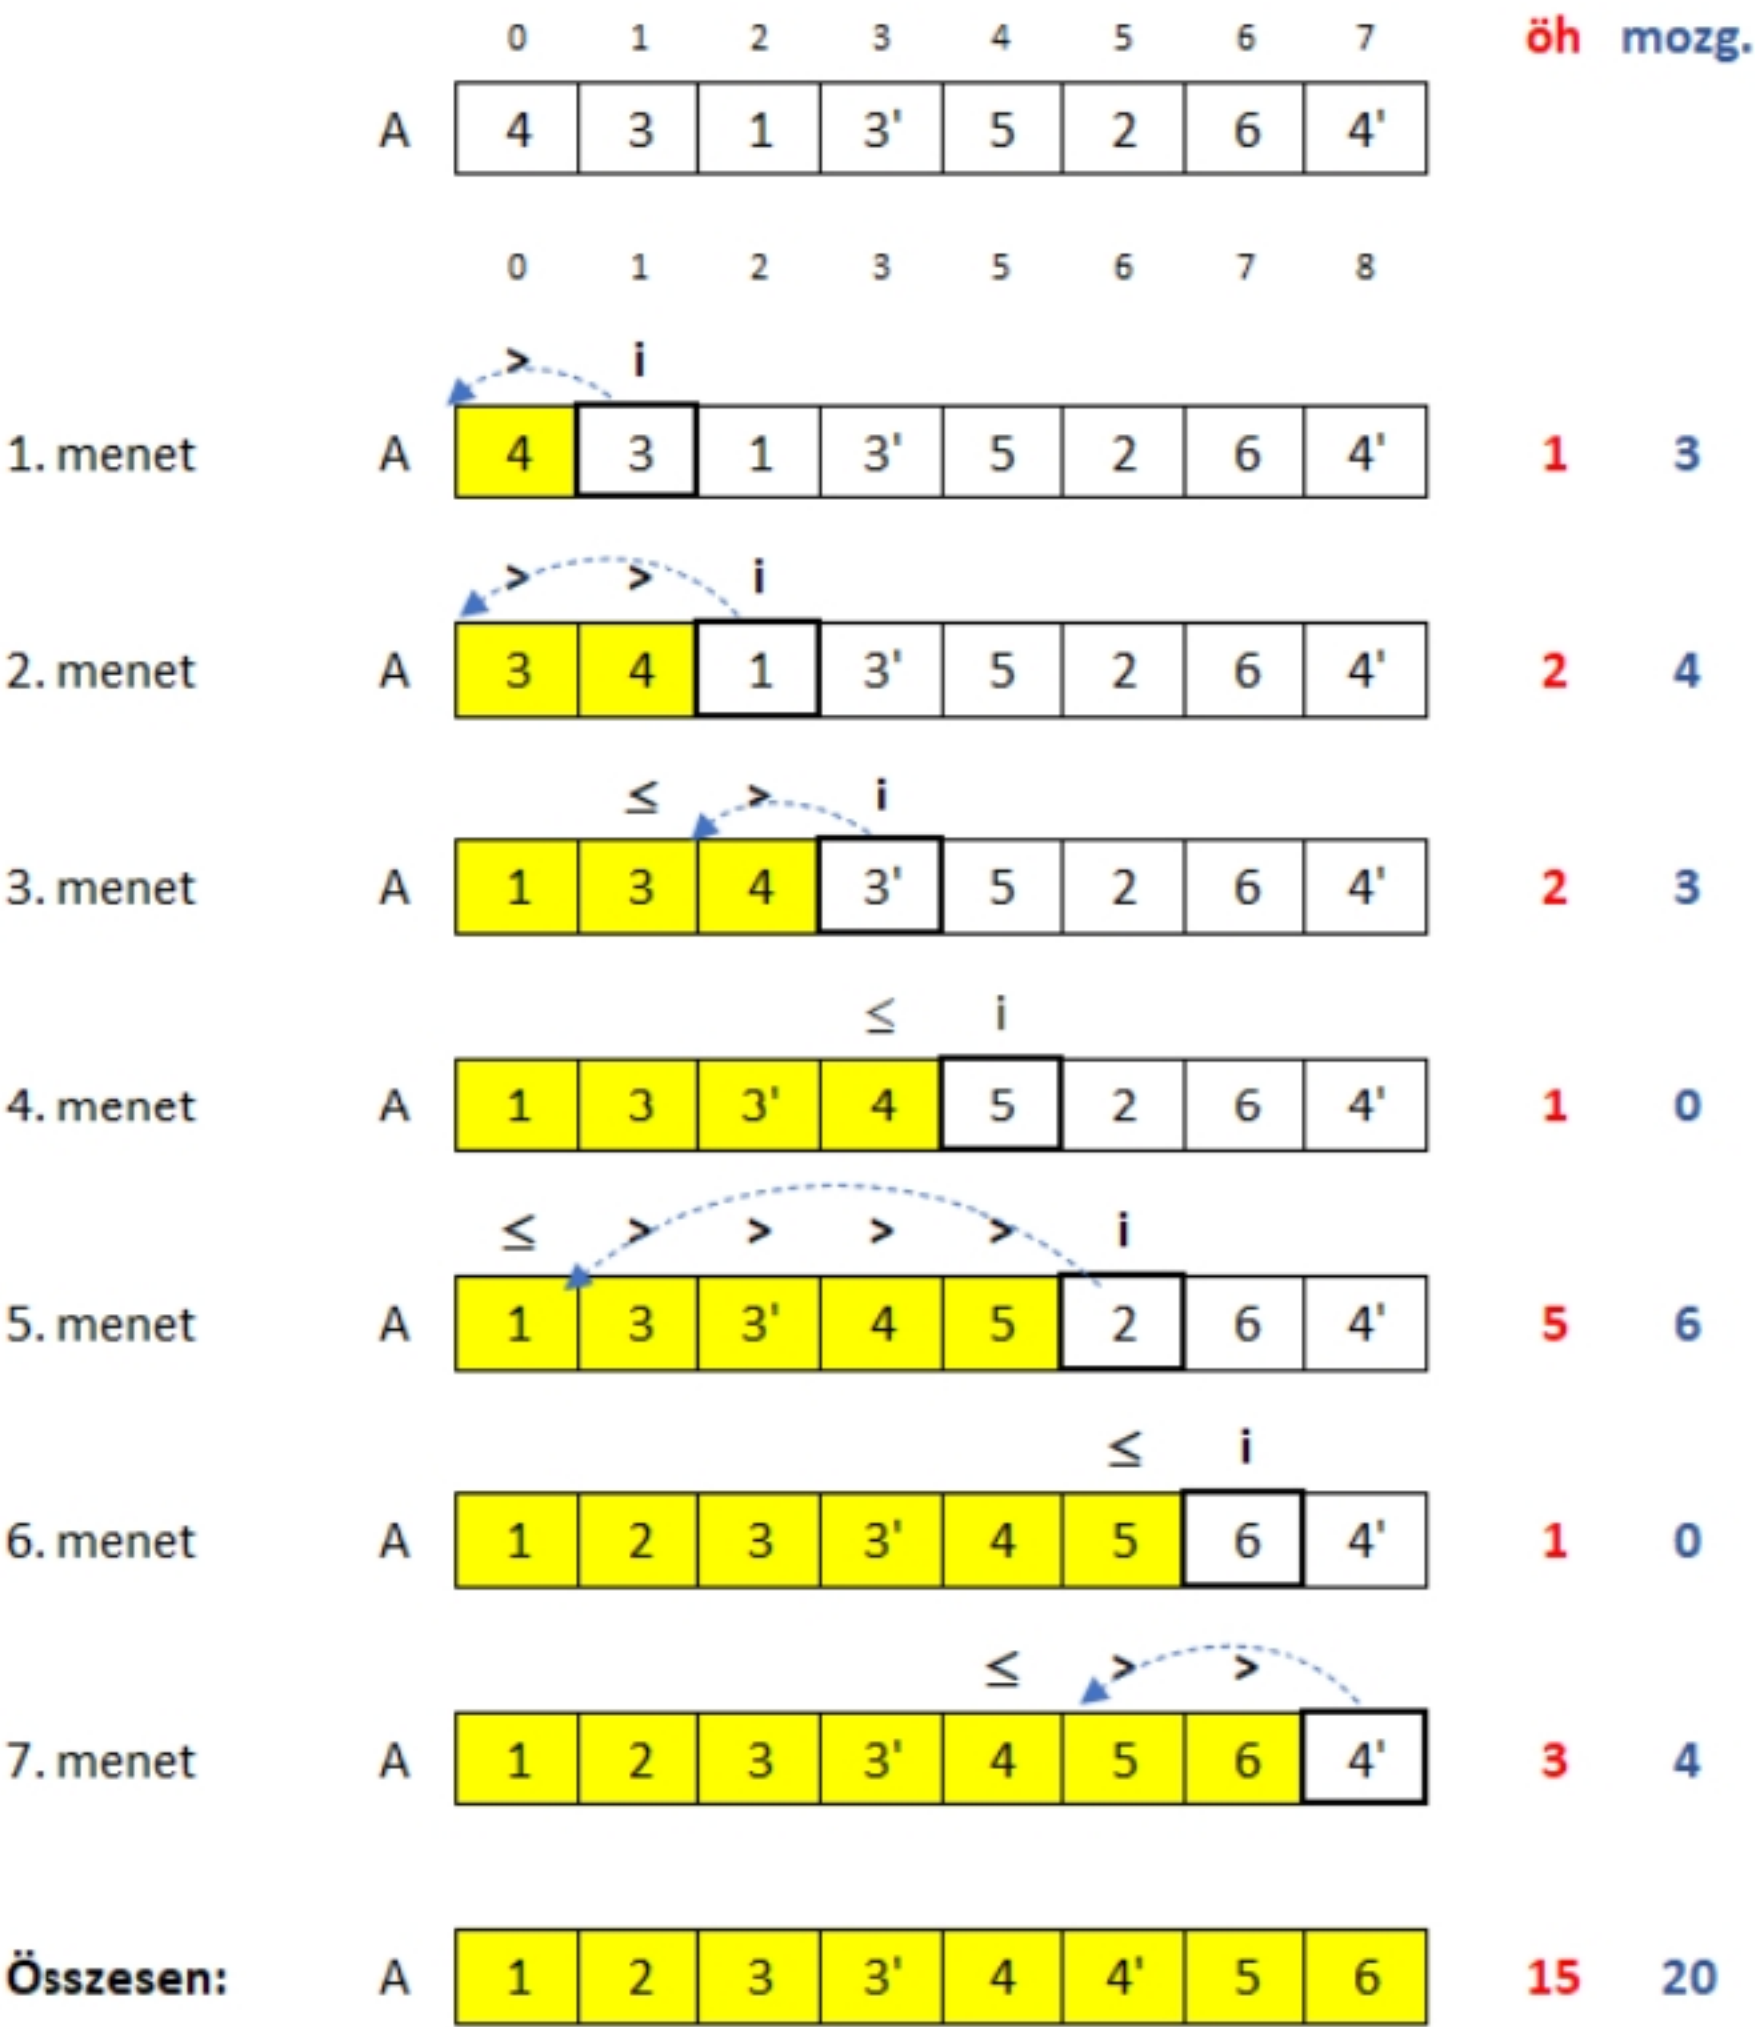 0 1 2 3 4 5 6 7 öh mozg.
A 4 3 1 3' 5 2 6 4'
0 1 2 3 5 6 7 8
> i
1. menet A 4 3 1 3' 5 2 6 4' 1 3
> > i
2. menet A 3 4 1 3' 5 2 6 4' 2 4
≤ > i
3. menet A 1 3 4 3' 5 2 6 4' 2 3
≤ i
4. menet A 1 3 3' 4 5 2 6 4' 1 0
≤ > > > > i
5. menet A 1 3 3' 4 5 2 6 4' 5 6
≤ i
6. menet A 1 2 3 3' 4 5 6 4' 1 0
≤ > >
7. menet A 1 2 3 3' 4 5 6 4' 3 4
Összesen: A 1 2 3 3' 4 4' 5 6 15 20